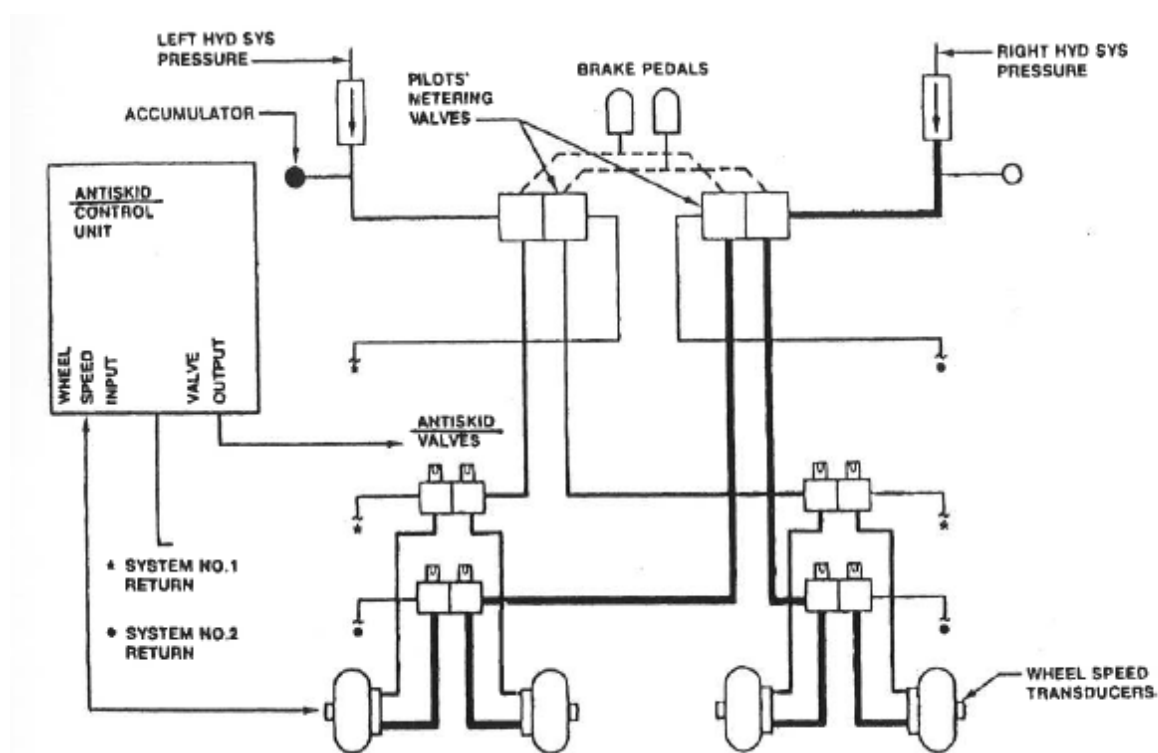 LEFT HYD SYS
PRESSURE
RIGHT HYD SYS
PRESSURE
BRAKE PEDALS
PILOTS'
METERING
VALVES
ACCUMULATOR
ANTISKID
CONTROL
UNIT
WHEEL
SPEED
INPUT
VALVE
OUTPUT
ANTISKID
VALVES
* SYSTEM NO.1
RETURN
● SYSTEM NO.2
RETURN
WHEEL SPEED
TRANSDUCERS